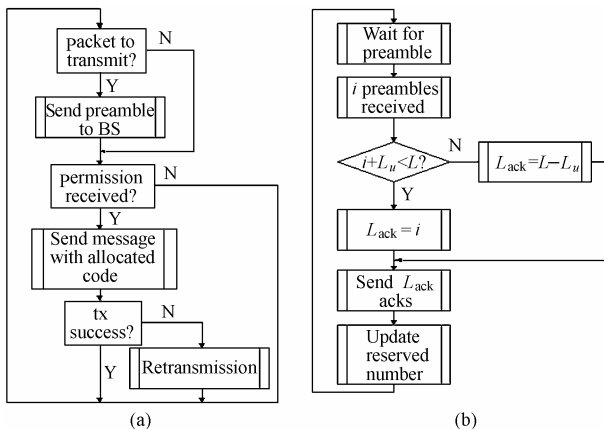 packet to
transmit?
N
Y
Send preamble
to BS
permission
received?
N
Y
Send message
with allocated
code
tx
success?
N
Y
Retransmission
(a)
Wait for
preamble
i preambles
received
i+Lu<L?
N
Lack=L−Lu
Y
Lack = i
Send Lack
acks
Update
reserved
number
(b)